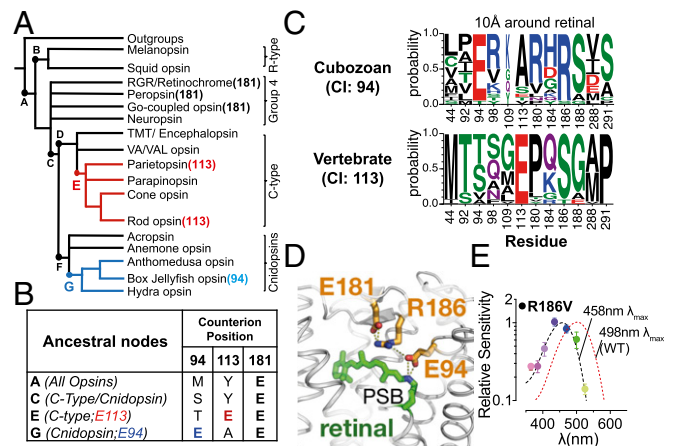 A
Outgroups
Melanopsin
Squid opsin
RGR/Retinochrome(181)
Peropsin(181)
Go-coupled opsin(181)
Neuropsin
TMT/ Encephalopsin
VA/VAL opsin
Parietopsin(113)
Parapinopsin
Cone opsin
Rod opsin(113)
Acropsin
Anemone opsin
Anthomedusa opsin
Box Jellyfish opsin(94)
Hydra opsin
A
B
C
D
E
F
G
R-type
Group 4
C-type
Cnidopsins
B
Ancestral nodes
Counterion
Position
94 113 181
A (All Opsins) M Y E
C (C-Type/Cnidopsin) S Y E
E (C-type;E113) T E E
G (Cnidopsin;E94) E A E
C
10Å around retinal
Cubozoan
(CI: 94)
probability
1.0
0.5
0.0
44 92 94 98 109 113 180 184 186 188 288 291
Vertebrate
(CI: 113)
probability
1.0
0.5
0.0
44 92 94 98 109 113 180 184 186 188 288 291
Residue
D
E181
R186
E94
PSB
retinal
E
R186V
458nm λmax
498nm λmax
(WT)
Relative Sensitivity
2
1
0.1
400 500 600
λ(nm)